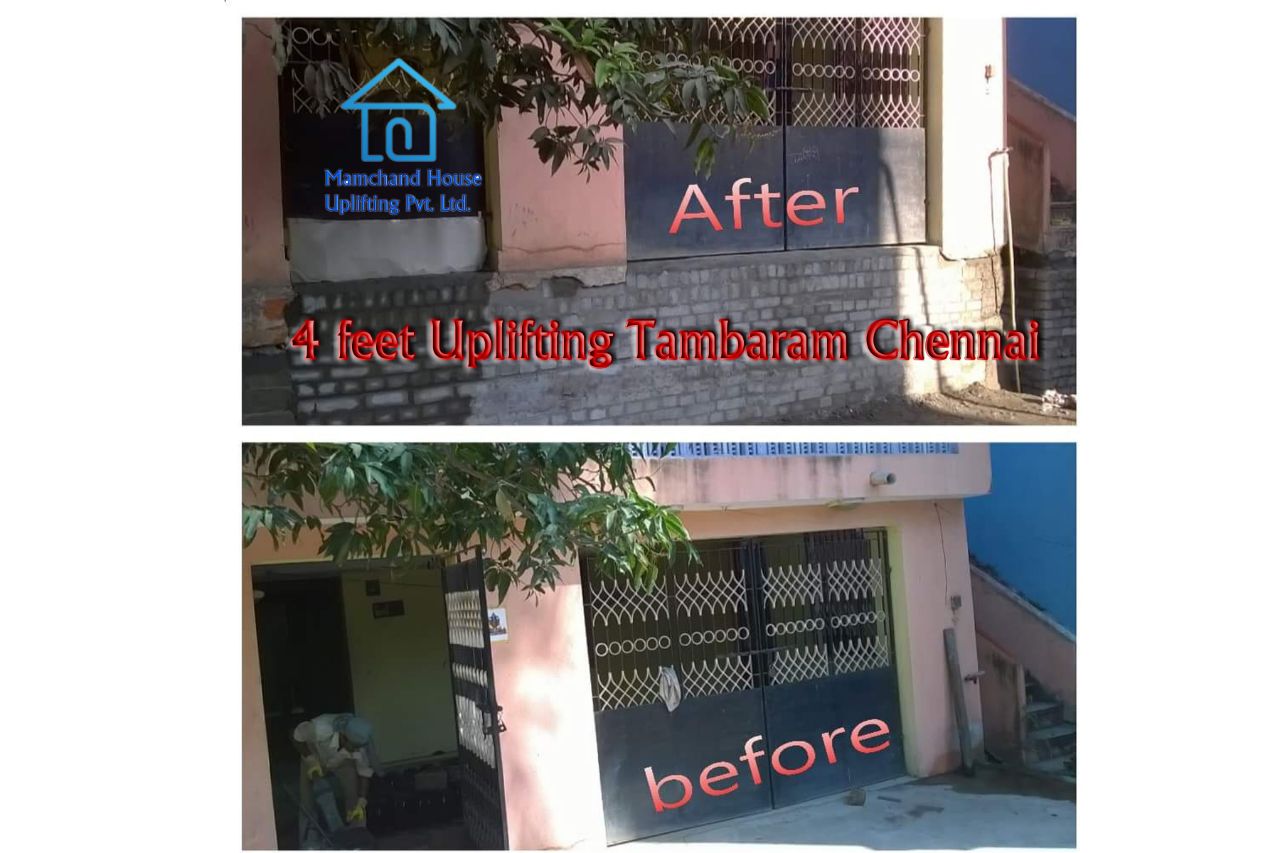 Mamchand House
Uplifting Pvt. Ltd.
After
4 feet Uplifting Tambaram Chennai
before